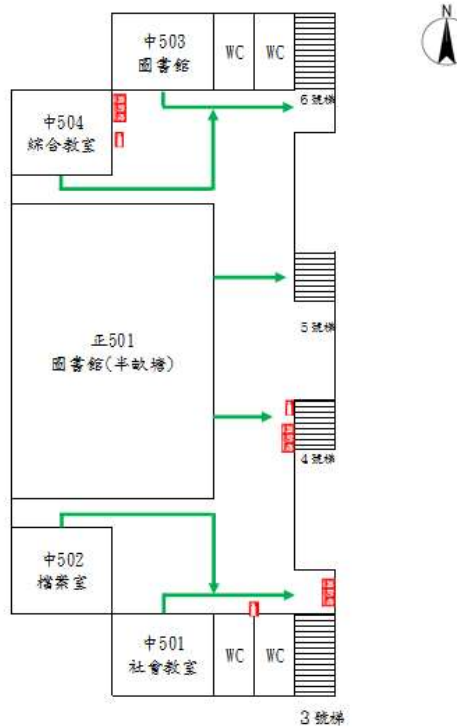 中503
圖書館
WC
WC
N
6號梯
中504
綜合教室
5號梯
正501
圖書館(半畝塘)
4號梯
中502
檔案室
中501
社會教室
WC
WC
3號梯